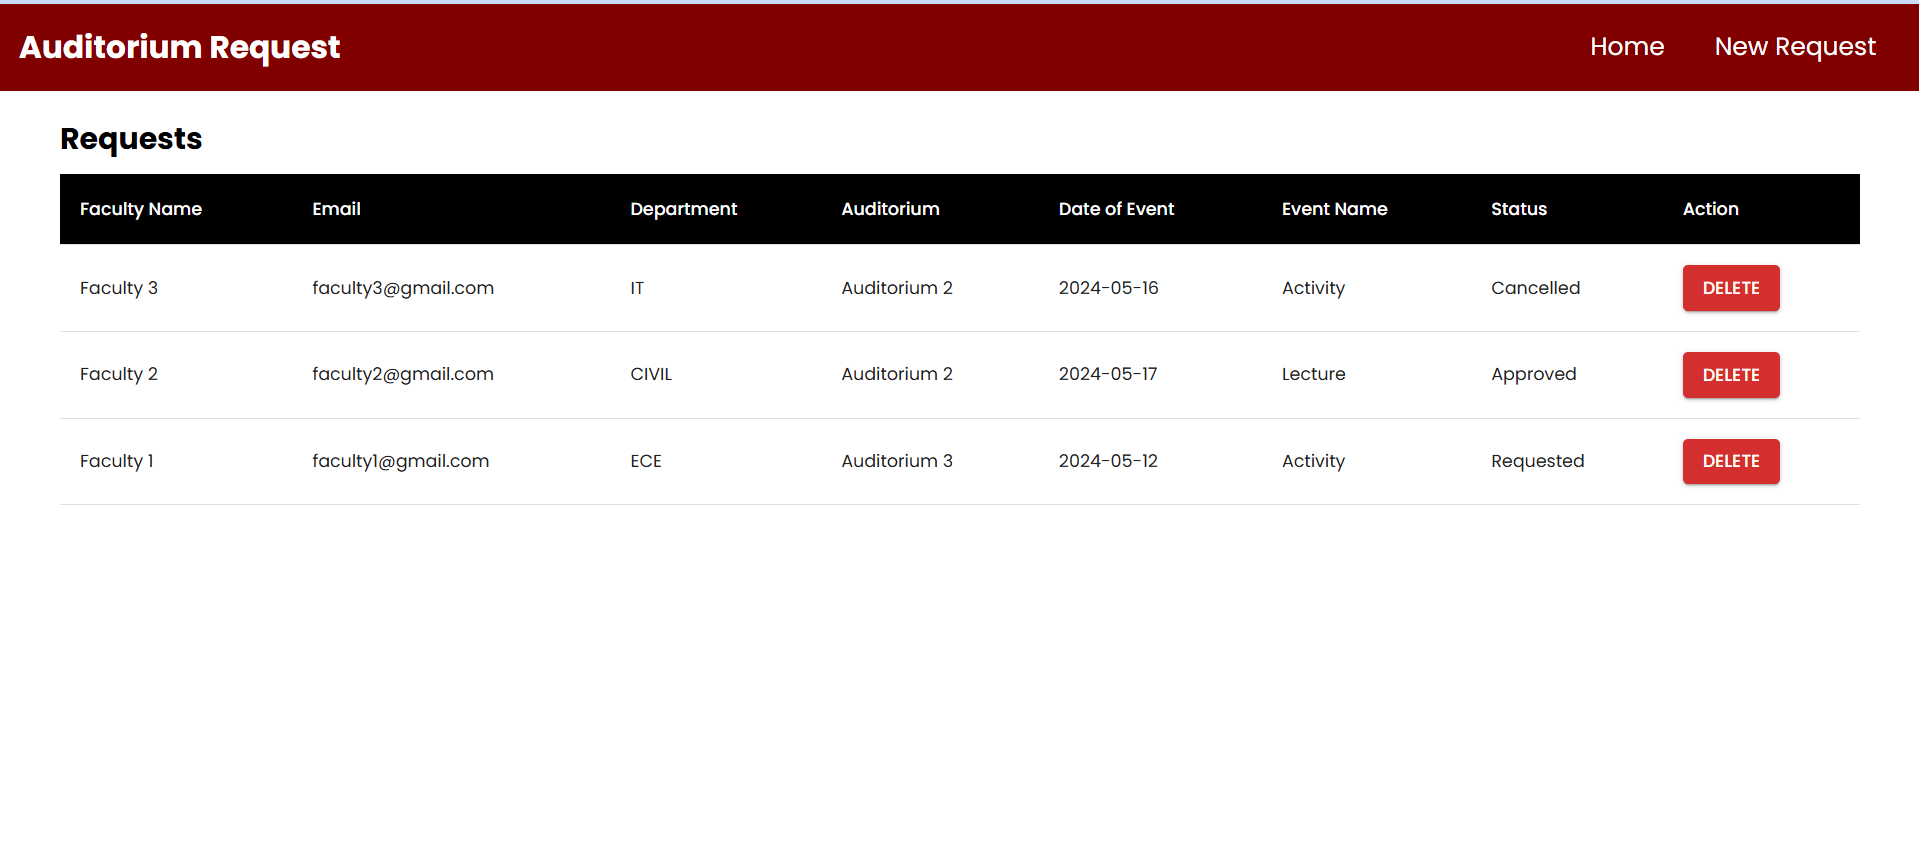 Auditorium Request Home New Request
Requests
Faculty Name Email Department Auditorium Date of Event Event Name Status Action
Faculty 3 faculty3@gmail.com IT Auditorium 2 2024-05-16 Activity Cancelled DELETE
Faculty 2 faculty2@gmail.com CIVIL Auditorium 2 2024-05-17 Lecture Approved DELETE
Faculty 1 faculty1@gmail.com ECE Auditorium 3 2024-05-12 Activity Requested DELETE